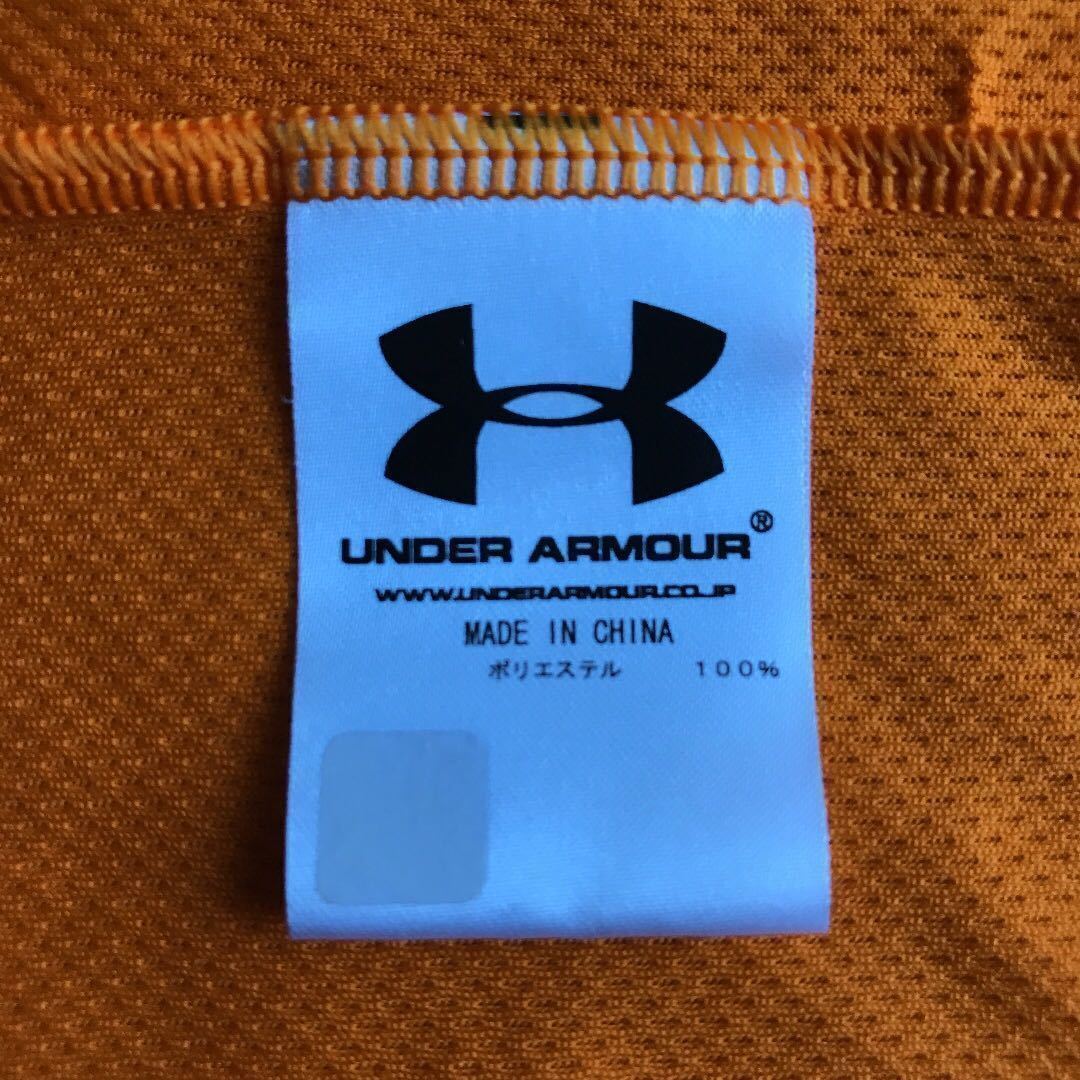 UNDER ARMOUR®
WWW.UNDERARMOUR.CO.JP
MADE IN CHINA
ポリエステル 100%